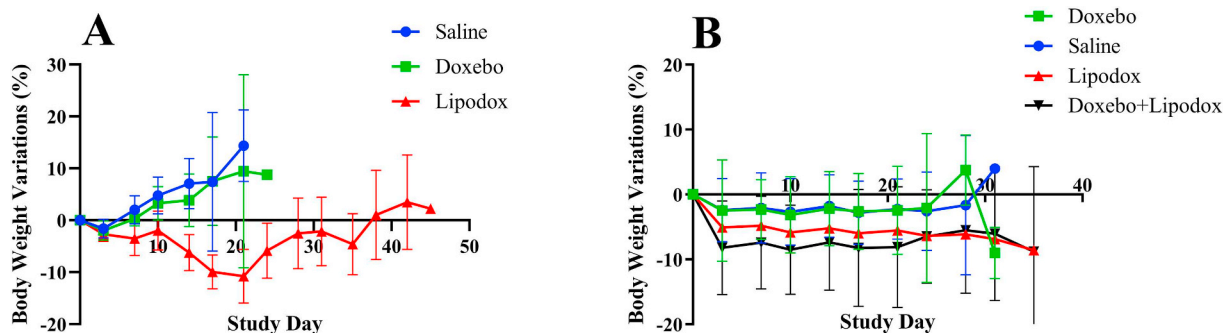 A
Saline
Doxebo
Lipodox
Body Weight Variations (%)
30
20
10
0
-10
-20
10
20
30
40
50
Study Day
B
Doxebo
Saline
Lipodox
Doxebo+Lipodox
Body Weight Variations (%)
20
10
0
-10
-20
10
20
30
40
Study Day